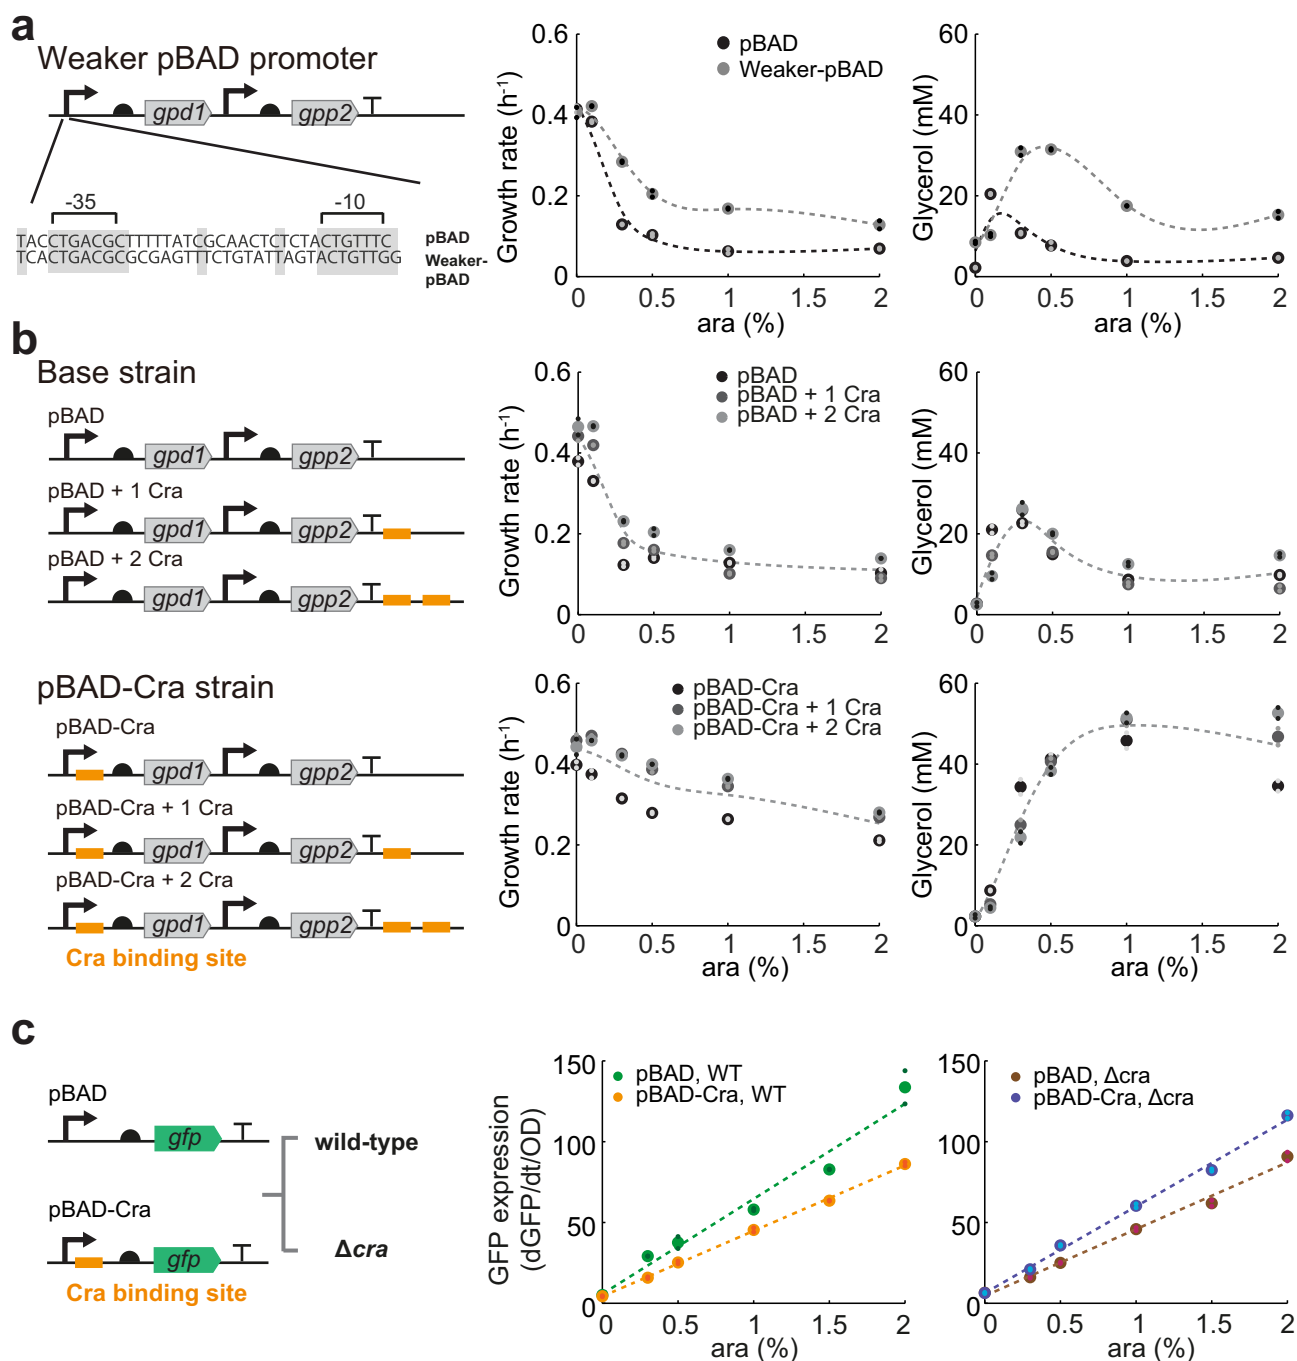 a
Weaker pBAD promoter
gpd1
gpp2
-35
-10
TACCTGACGCTTTTTATCGCAACTCTCTACTGTTTC
pBAD
TCACTGACGCGCGAGTTTCTGTATTAGTACTGTTGG
Weaker-
pBAD
0.6
0.4
0.2
0
Growth rate (h-1)
pBAD
Weaker-pBAD
0 0.5 1 1.5 2
ara (%)
60
40
20
0
Glycerol (mM)
0 0.5 1 1.5 2
ara (%)
b
Base strain
pBAD
gpd1
gpp2
pBAD + 1 Cra
gpd1
gpp2
pBAD + 2 Cra
gpd1
gpp2
0.6
0.4
0.2
0
Growth rate (h-1)
pBAD
pBAD + 1 Cra
pBAD + 2 Cra
0 0.5 1 1.5 2
ara (%)
60
40
20
0
Glycerol (mM)
0 0.5 1 1.5 2
ara (%)
pBAD-Cra strain
pBAD-Cra
gpd1
gpp2
pBAD-Cra + 1 Cra
gpd1
gpp2
pBAD-Cra + 2 Cra
gpd1
gpp2
Cra binding site
0.6
0.4
0.2
0
Growth rate (h-1)
pBAD-Cra
pBAD-Cra + 1 Cra
pBAD-Cra + 2 Cra
0 0.5 1 1.5 2
ara (%)
60
40
20
0
Glycerol (mM)
0 0.5 1 1.5 2
ara (%)
c
pBAD
gfp
wild-type
pBAD-Cra
gfp
Δcra
Cra binding site
150
100
50
0
GFP expression
(dGFP/dt/OD)
pBAD, WT
pBAD-Cra, WT
0 0.5 1 1.5 2
ara (%)
150
100
50
0
pBAD, Δcra
pBAD-Cra, Δcra
0 0.5 1 1.5 2
ara (%)